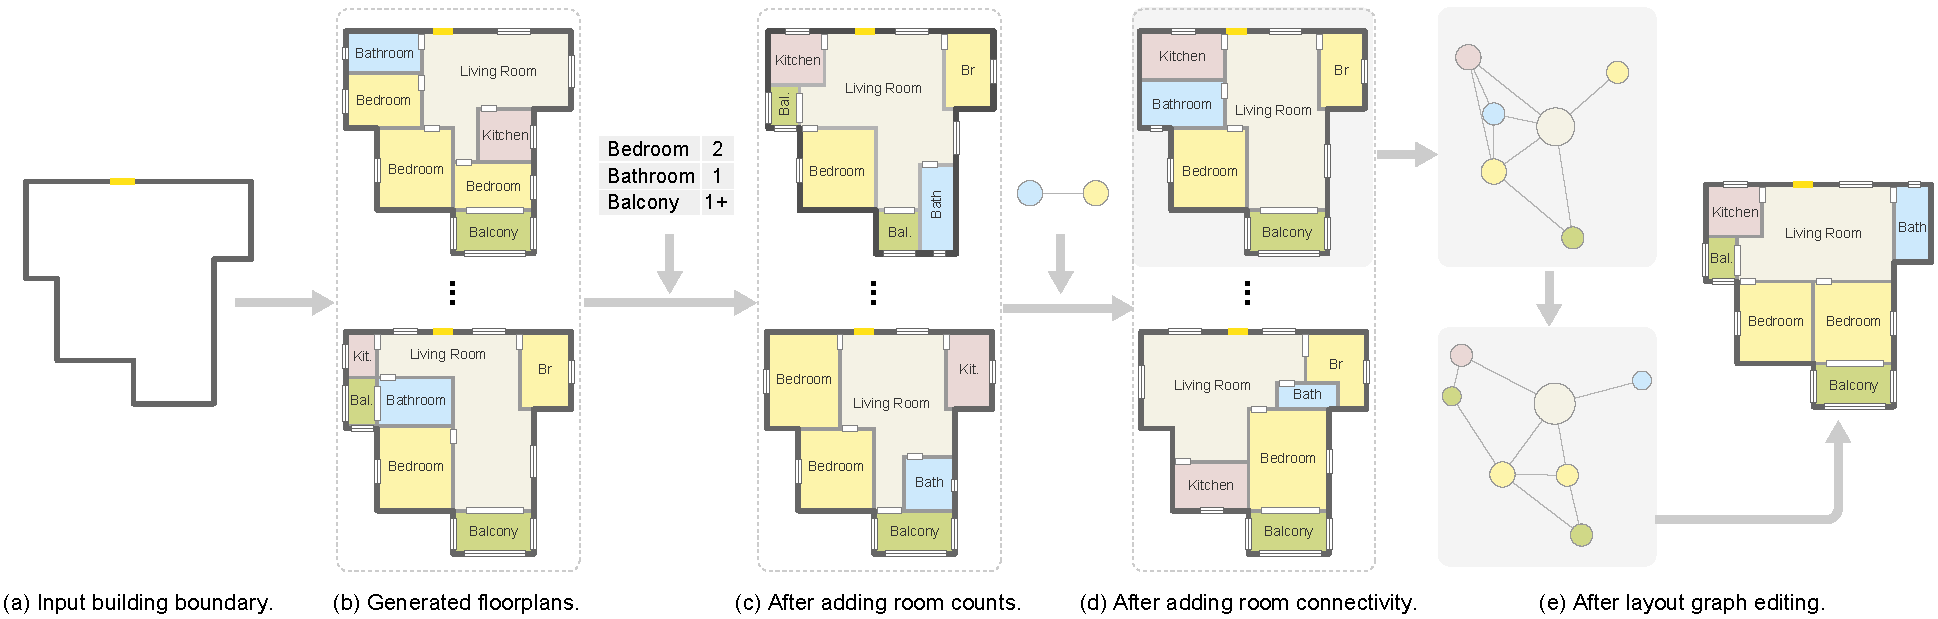 Bathroom
Living Room
Bedroom
Kitchen
Bedroom
Bedroom
Balcony
Living Room
Kit.
Br
Bal.
Bathroom
Bedroom
Balcony
Bedroom 2
Bathroom 1
Balcony 1+
Kitchen
Br
Living Room
Bal.
Bedroom
Bath
Bal.
Kit.
Bedroom
Living Room
Bedroom
Bath
Balcony
Kitchen
Br
Bathroom
Living Room
Bedroom
Balcony
Br
Living Room
Bath
Bedroom
Kitchen
Balcony
Kitchen
Bath
Living Room
Bal.
Bedroom
Bedroom
Balcony
(a) Input building boundary.
(b) Generated floorplans.
(c) After adding room counts.
(d) After adding room connectivity.
(e) After layout graph editing.